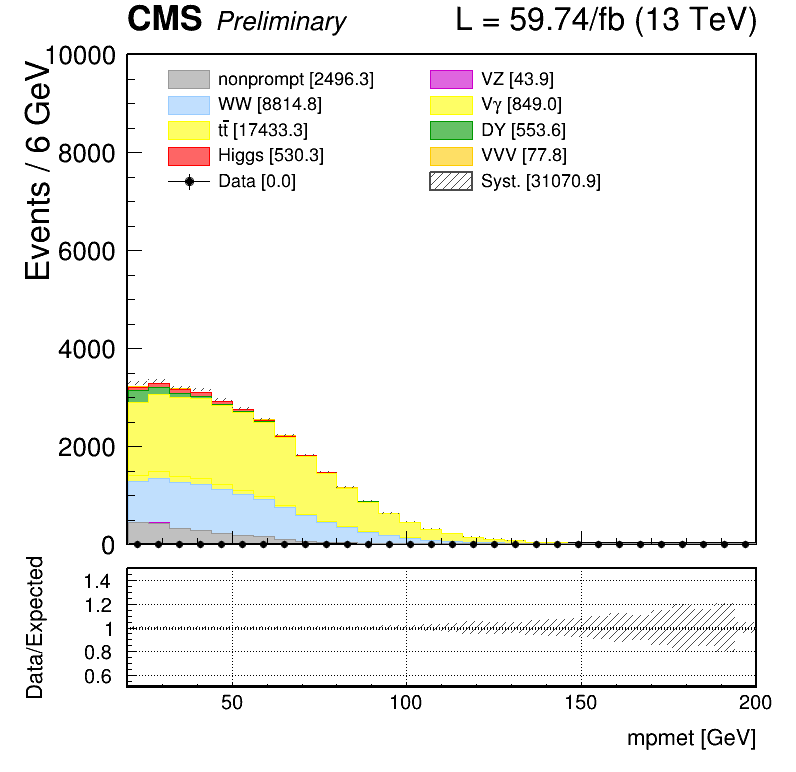 CMS Preliminary L = 59.74/fb (13 TeV)
Events / 6 GeV
10000
8000
6000
4000
2000
0
nonprompt [2496.3]
WW [8814.8]
tt̄ [17433.3]
Higgs [530.3]
Data [0.0]
VZ [43.9]
Vγ [849.0]
DY [553.6]
VVV [77.8]
Syst. [31070.9]
Data/Expected
1.4
1.2
1
0.8
0.6
50 100 150 200
mpmet [GeV]